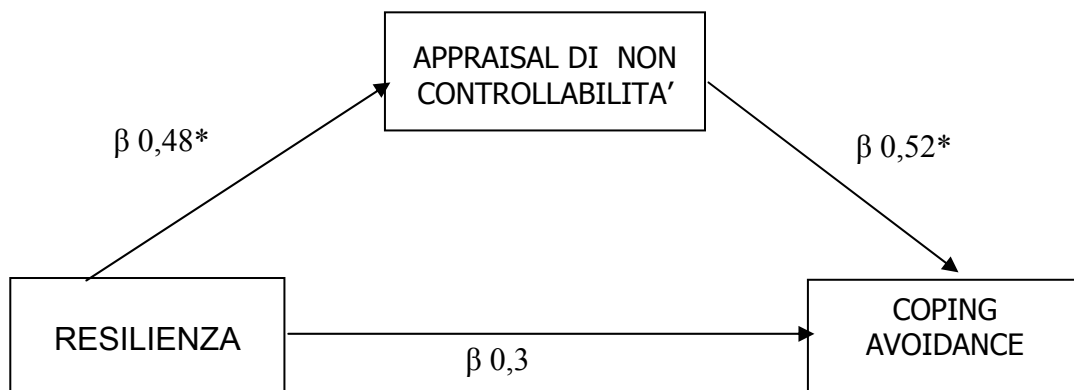 APPRAISAL DI NON
CONTROLLABILITA’
β 0,48*
β 0,52*
RESILIENZA
β 0,3
COPING
AVOIDANCE